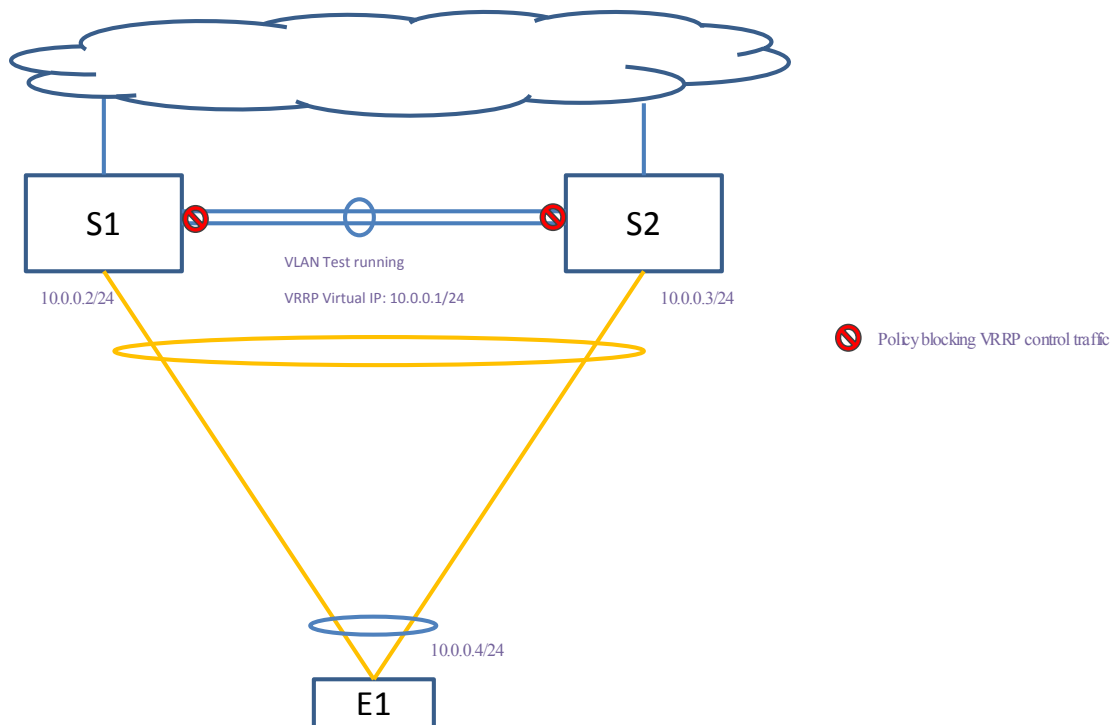 S1
S2
VLAN Test running
VRRP Virtual IP: 10.0.0.1/24
10.0.0.2/24
10.0.0.3/24
Policy blocking VRRP control traffic
10.0.0.4/24
E1